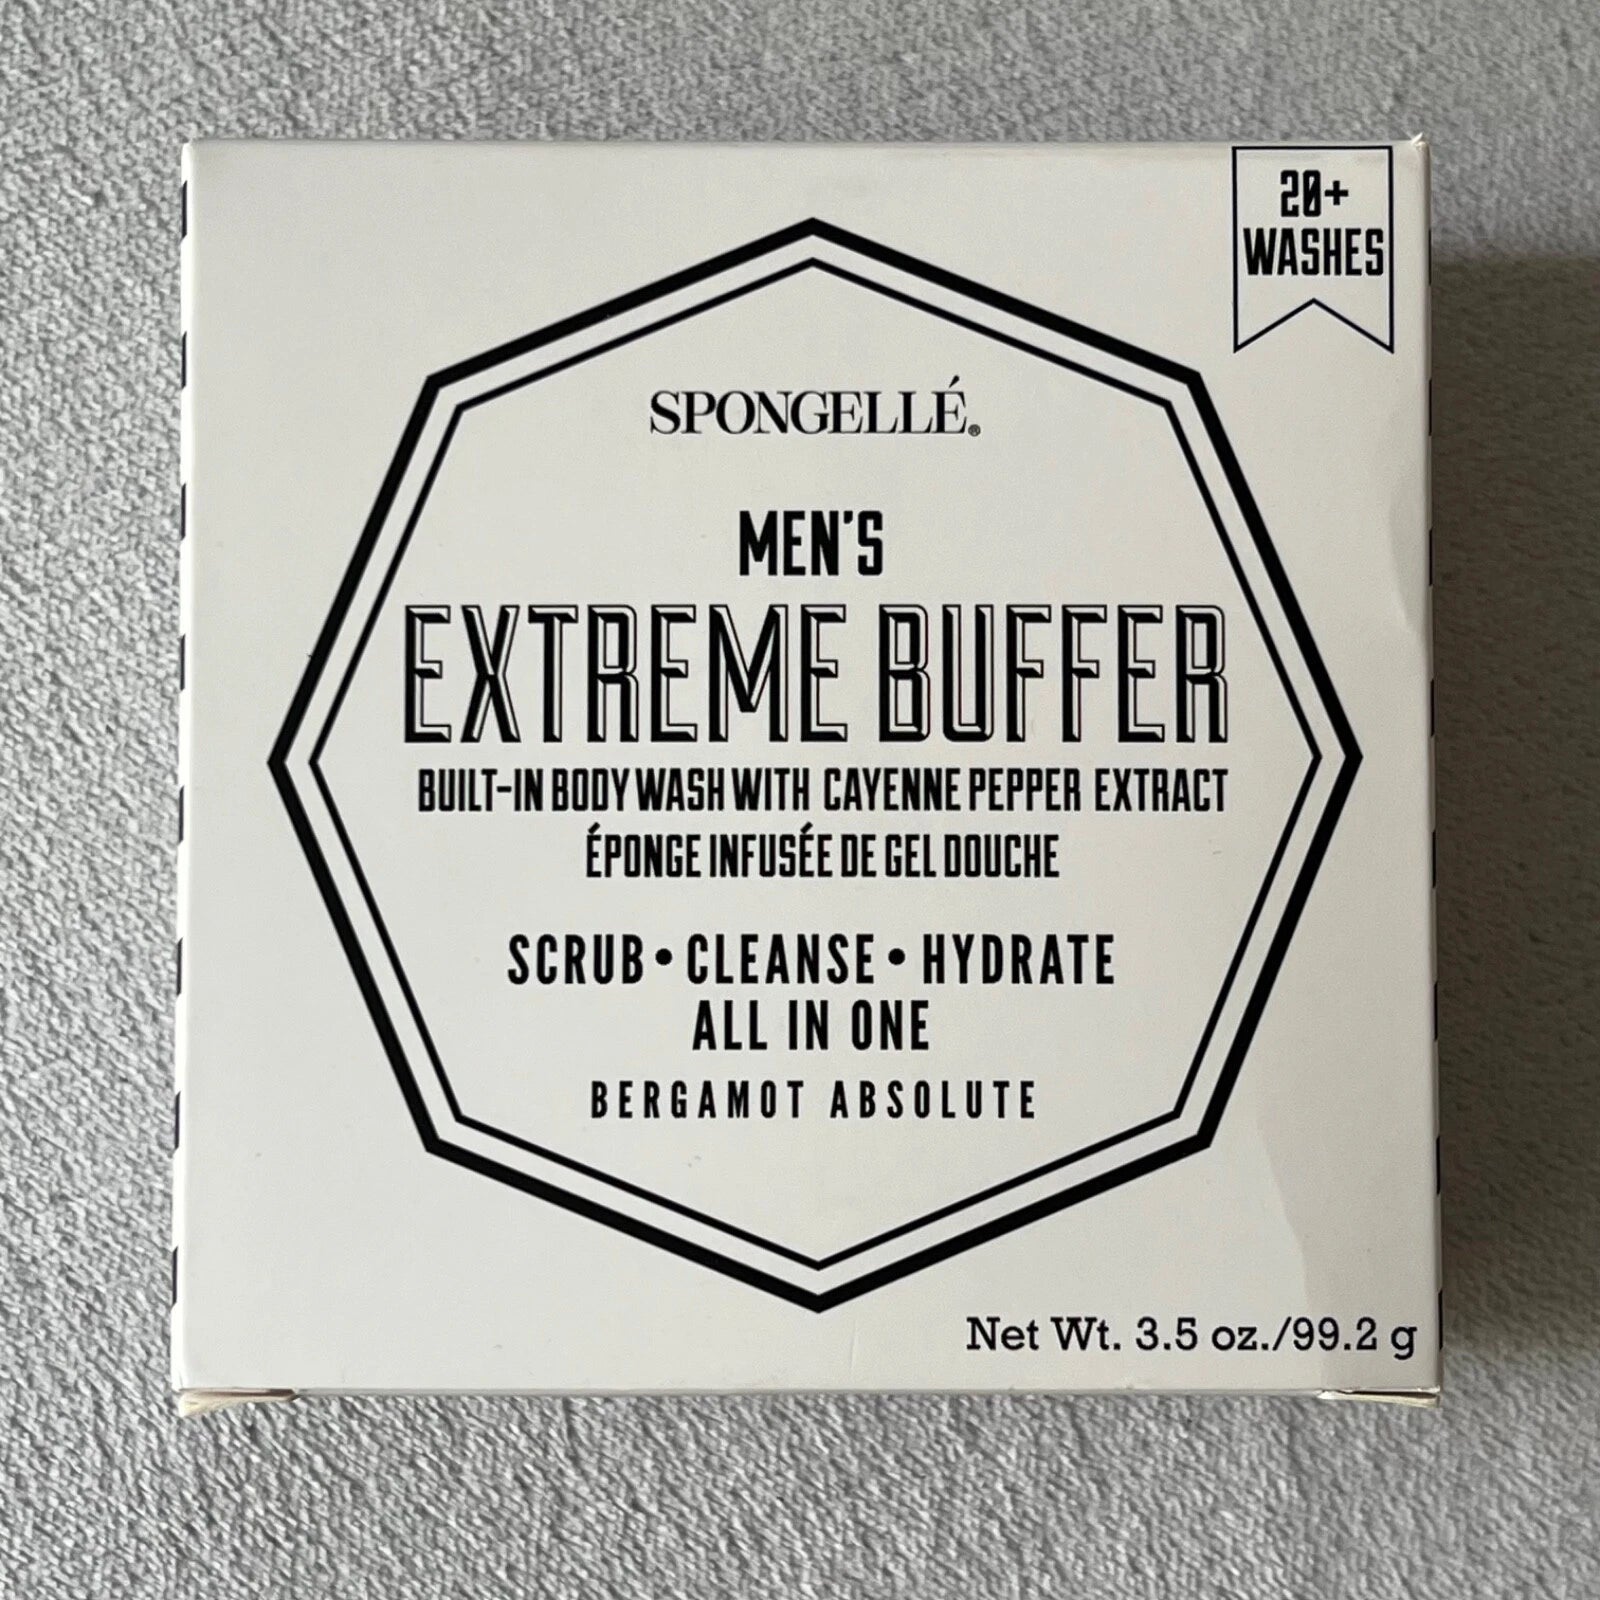 20+
WASHES
SPONGELLÉ®
MEN'S
EXTREME BUFFER
BUILT-IN BODY WASH WITH CAYENNE PEPPER EXTRACT
ÉPONGE INFUSÉE DE GEL DOUCHE
SCRUB • CLEANSE • HYDRATE
ALL IN ONE
BERGAMOT ABSOLUTE
Net Wt. 3.5 oz./99.2 g